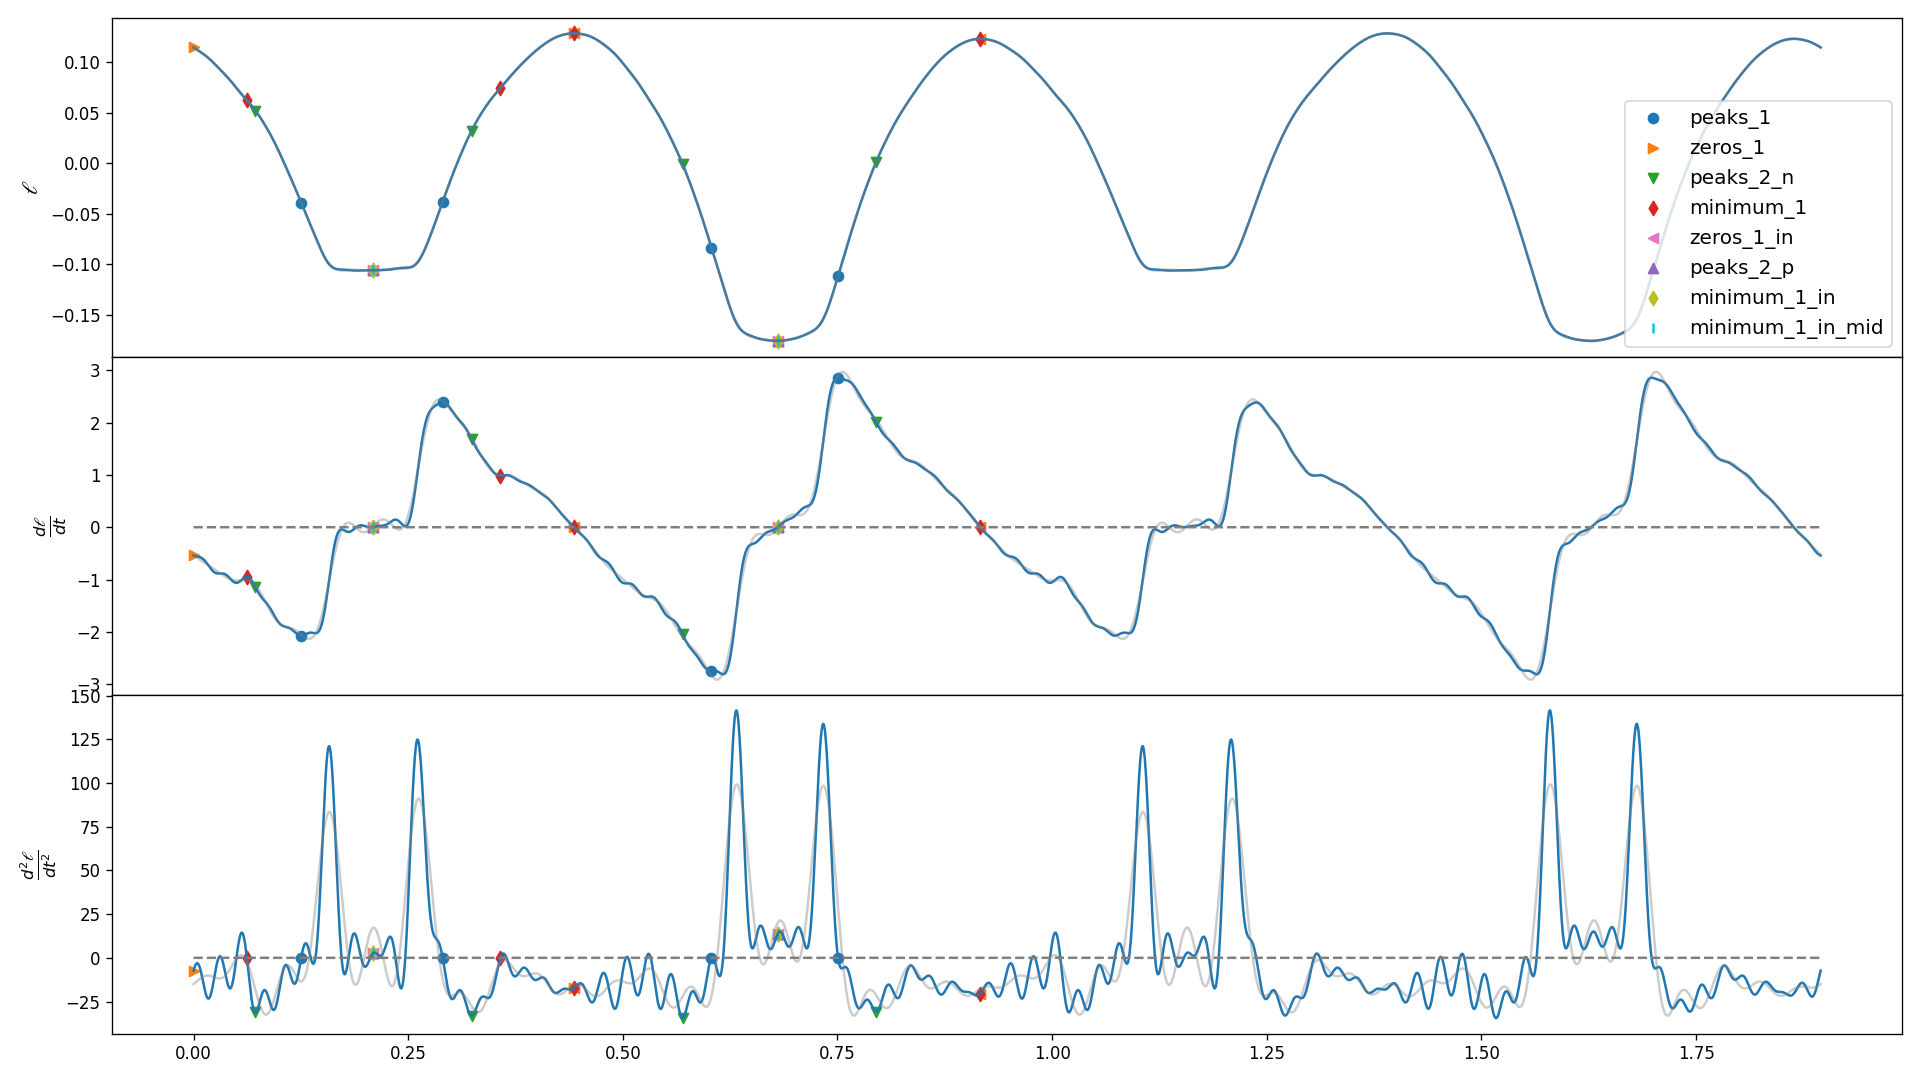 0.10
0.05
0.00
−0.05
−0.10
−0.15
ℓ
peaks_1
zeros_1
peaks_2_n
minimum_1
zeros_1_in
peaks_2_p
minimum_1_in
minimum_1_in_mid
3
2
1
0
−1
−2
−3
dℓ
dt
150
125
100
75
50
25
0
−25
d²ℓ
dt²
0.00 0.25 0.50 0.75 1.00 1.25 1.50 1.75